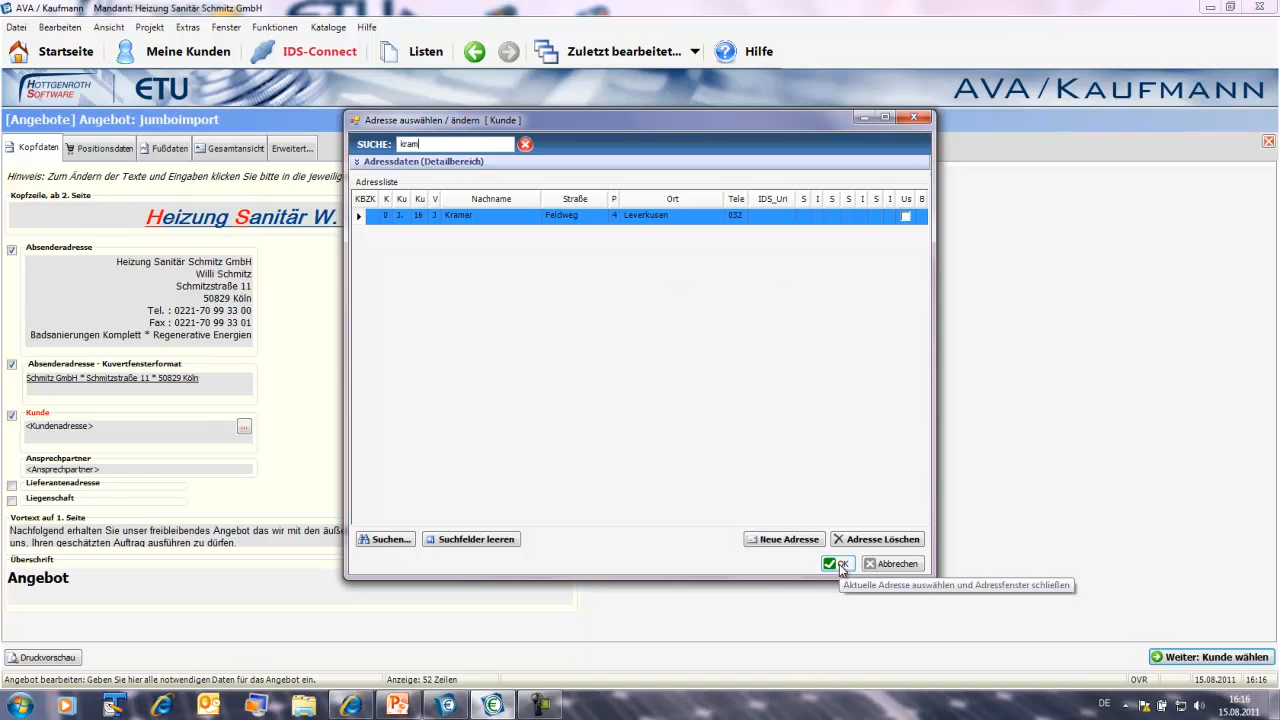 AVA / Kaufmann   Mandant: Heizung Sanitär Schmitz GmbH
Datei Bearbeiten Ansicht Projekt Extras Fenster Funktionen Kataloge Hilfe
Startseite Meine Kunden IDS-Connect Listen Zuletzt bearbeitet... Hilfe
HOTTGENROTH SOFTWARE ETU AVA/KAUFMANN
[Angebote] Angebot: jumboimport
Kopfdaten Positionsdaten Fußdaten Gesamtansicht Erweitert...
Hinweis: Zum Ändern der Texte und Eingaben klicken Sie bitte in die jeweilig
Kopfzeile, ab 2. Seite
Heizung Sanitär W.
Absenderadresse
Heizung Sanitär Schmitz GmbH
Willi Schmitz
Schmitzstraße 11
50829 Köln
Tel. : 0221-70 99 33 00
Fax : 0221-70 99 33 01
Badsanierungen Komplett * Regenerative Energien
Absenderadresse - Kuvertfensterformat
Schmitz GmbH * Schmitzstraße 11 * 50829 Köln
Kunde
<Kundenadresse> ...
Ansprechpartner
<Ansprechpartner>
Lieferantenadresse
Liegenschaft
Vortext auf 1. Seite
Nachfolgend erhalten Sie unser freibleibendes Angebot das wir mit den äuße
uns. Ihren geschätzten Auftrag ausführen zu dürfen.
Überschrift
Angebot
Adresse auswählen / ändern [ Kunde ]
SUCHE: kram
Adressdaten (Detailbereich)
Adressliste
KBZK K Ku Ku V Nachname Straße P Ort Tele IDS_Url S I S S I S I Us B
0 J. 16 J Kramer Feldweg 4 Leverkusen 032
Suchen... Suchfelder leeren Neue Adresse Adresse Löschen
OK Abbrechen
Aktuelle Adresse auswählen und Adressfenster schließen
Druckvorschau Weiter: Kunde wählen
Angebot bearbeiten: Geben Sie hier alle notwendigen Daten für das Angebot ein. Anzeige: 52 Zeilen OVR 15.08.2011 16:16
DE 16:16
15.08.2011